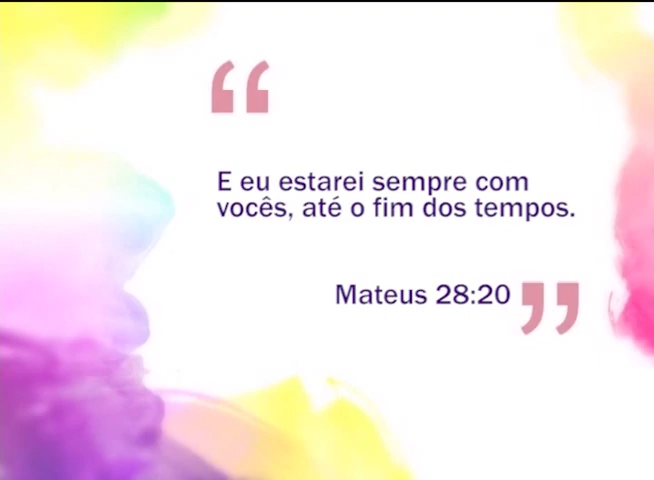 “
E eu estarei sempre com
vocês, até o fim dos tempos.
Mateus 28:20 ”